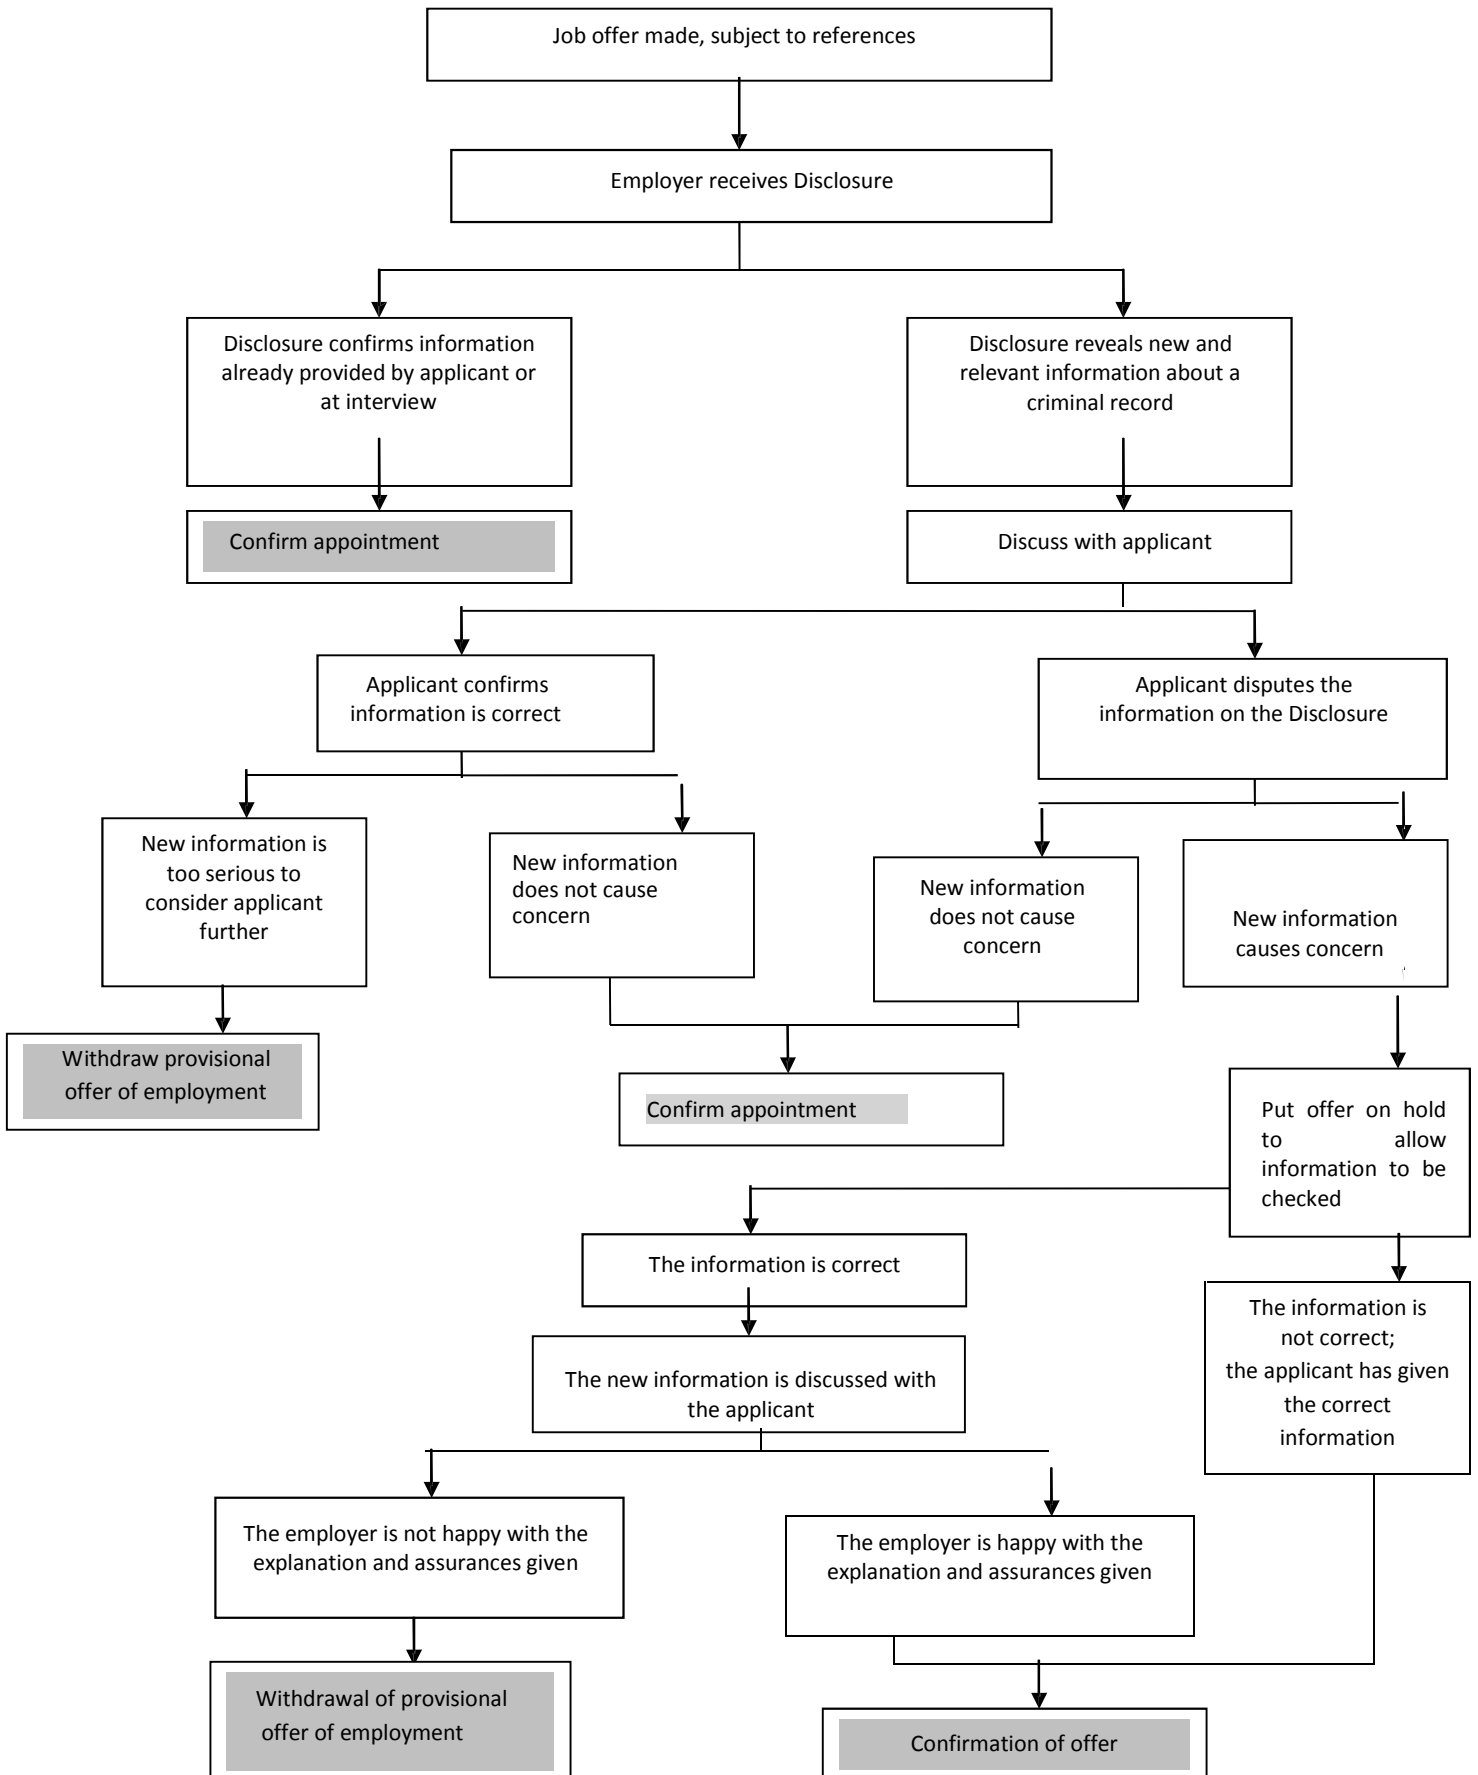 Job offer made, subject to references
Employer receives Disclosure
Disclosure confirms information
already provided by applicant or
at interview
Disclosure reveals new and
relevant information about a
criminal record
Confirm appointment
Discuss with applicant
Applicant confirms
information is correct
Applicant disputes the
information on the Disclosure
New information is
too serious to
consider applicant
further
New information
does not cause
concern
New information
does not cause
concern
New information
causes concern
Withdraw provisional
offer of employment
Confirm appointment
Put offer on hold
to allow
information to be
checked
The information is correct
The information is
not correct;
the applicant has given
the correct
information
The new information is discussed with
the applicant
The employer is not happy with the
explanation and assurances given
The employer is happy with the
explanation and assurances given
Withdrawal of provisional
offer of employment
Confirmation of offer